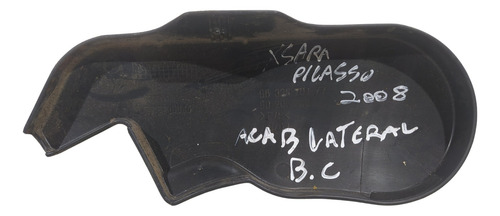 XSARA
PICASSO
2008
ACAB LATERAL
B.C